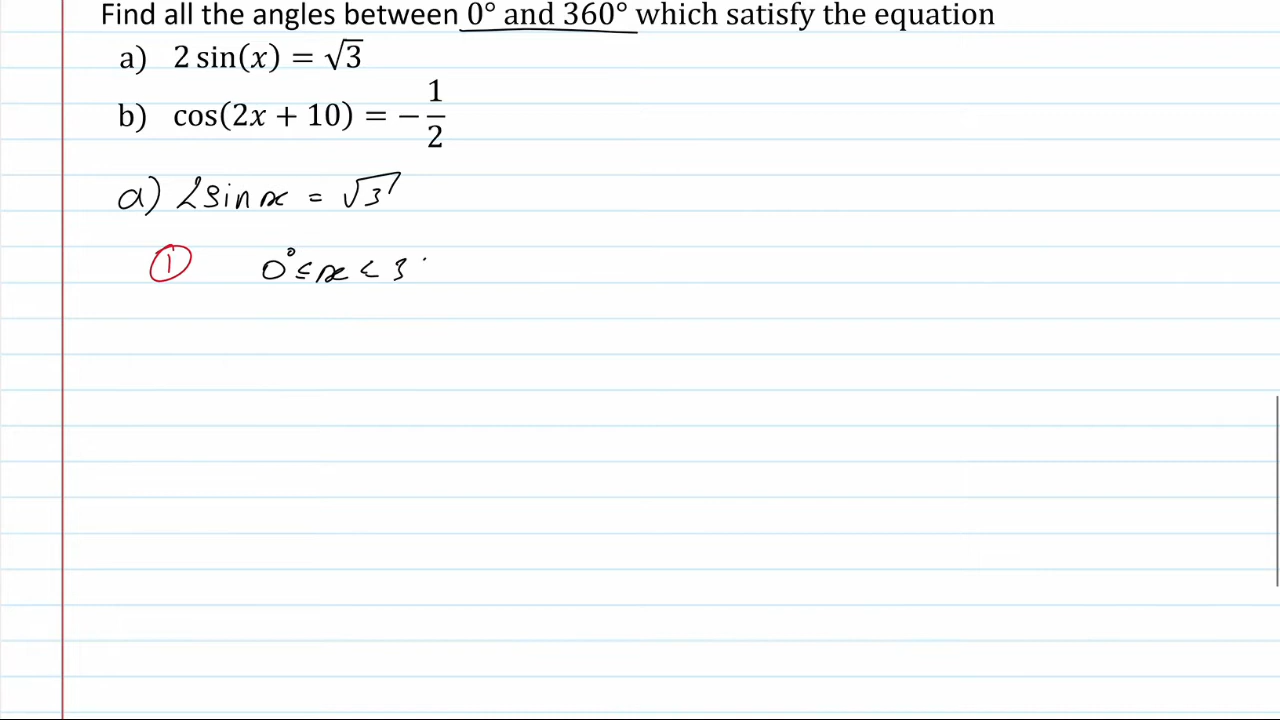 Find all the angles between 0° and 360° which satisfy the equation
a) 2 sin(x) = √3
b) cos(2x + 10) = −1/2
a) 2sin x = √3
① 0° ≤ x < 3